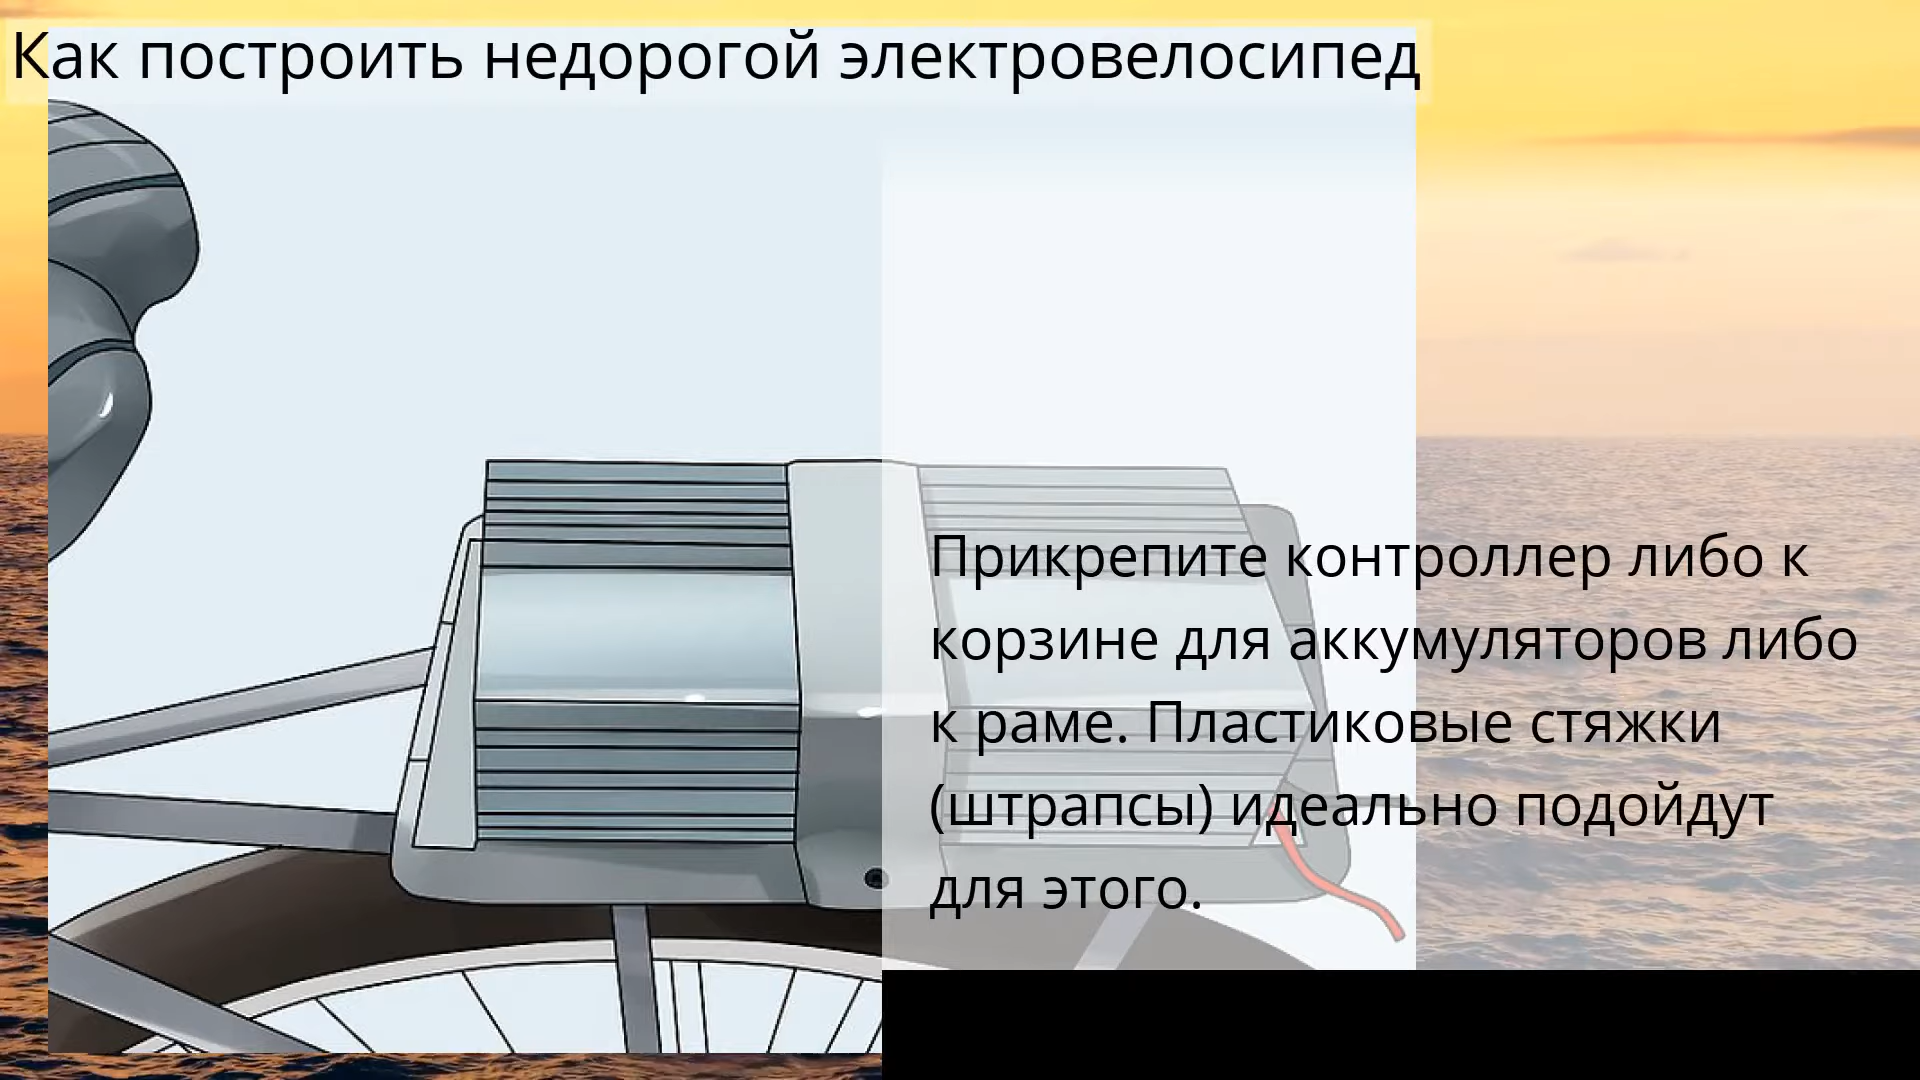 Как построить недорогой электровелосипед
Прикрепите контроллер либо к
корзине для аккумуляторов либо
к раме. Пластиковые стяжки
(штрапсы) идеально подойдут
для этого.